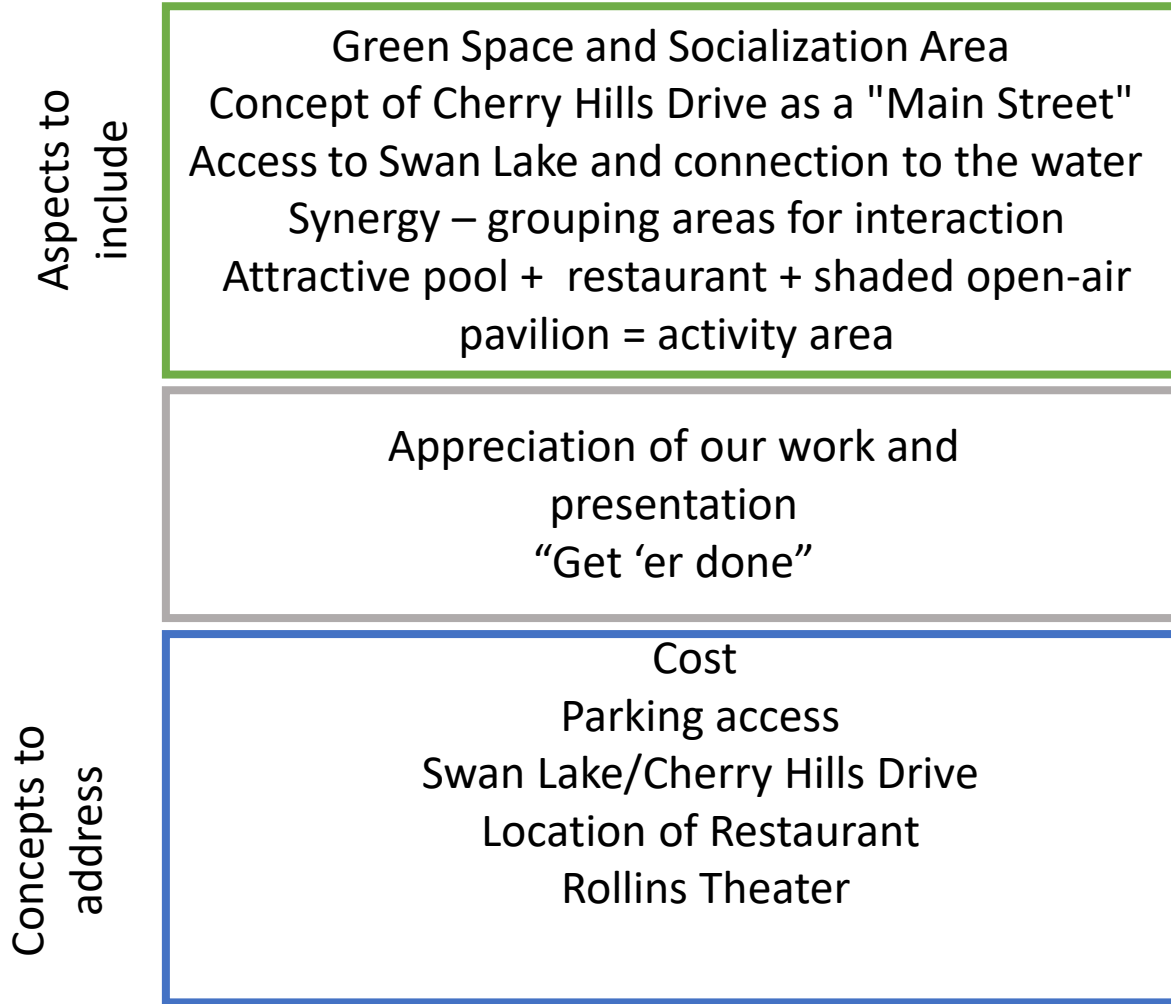 Aspects to
include
Green Space and Socialization Area
Concept of Cherry Hills Drive as a "Main Street"
Access to Swan Lake and connection to the water
Synergy – grouping areas for interaction
Attractive pool +  restaurant + shaded open-air
pavilion = activity area
Appreciation of our work and
presentation
“Get ‘er done”
Concepts to
address
Cost
Parking access
Swan Lake/Cherry Hills Drive
Location of Restaurant
Rollins Theater